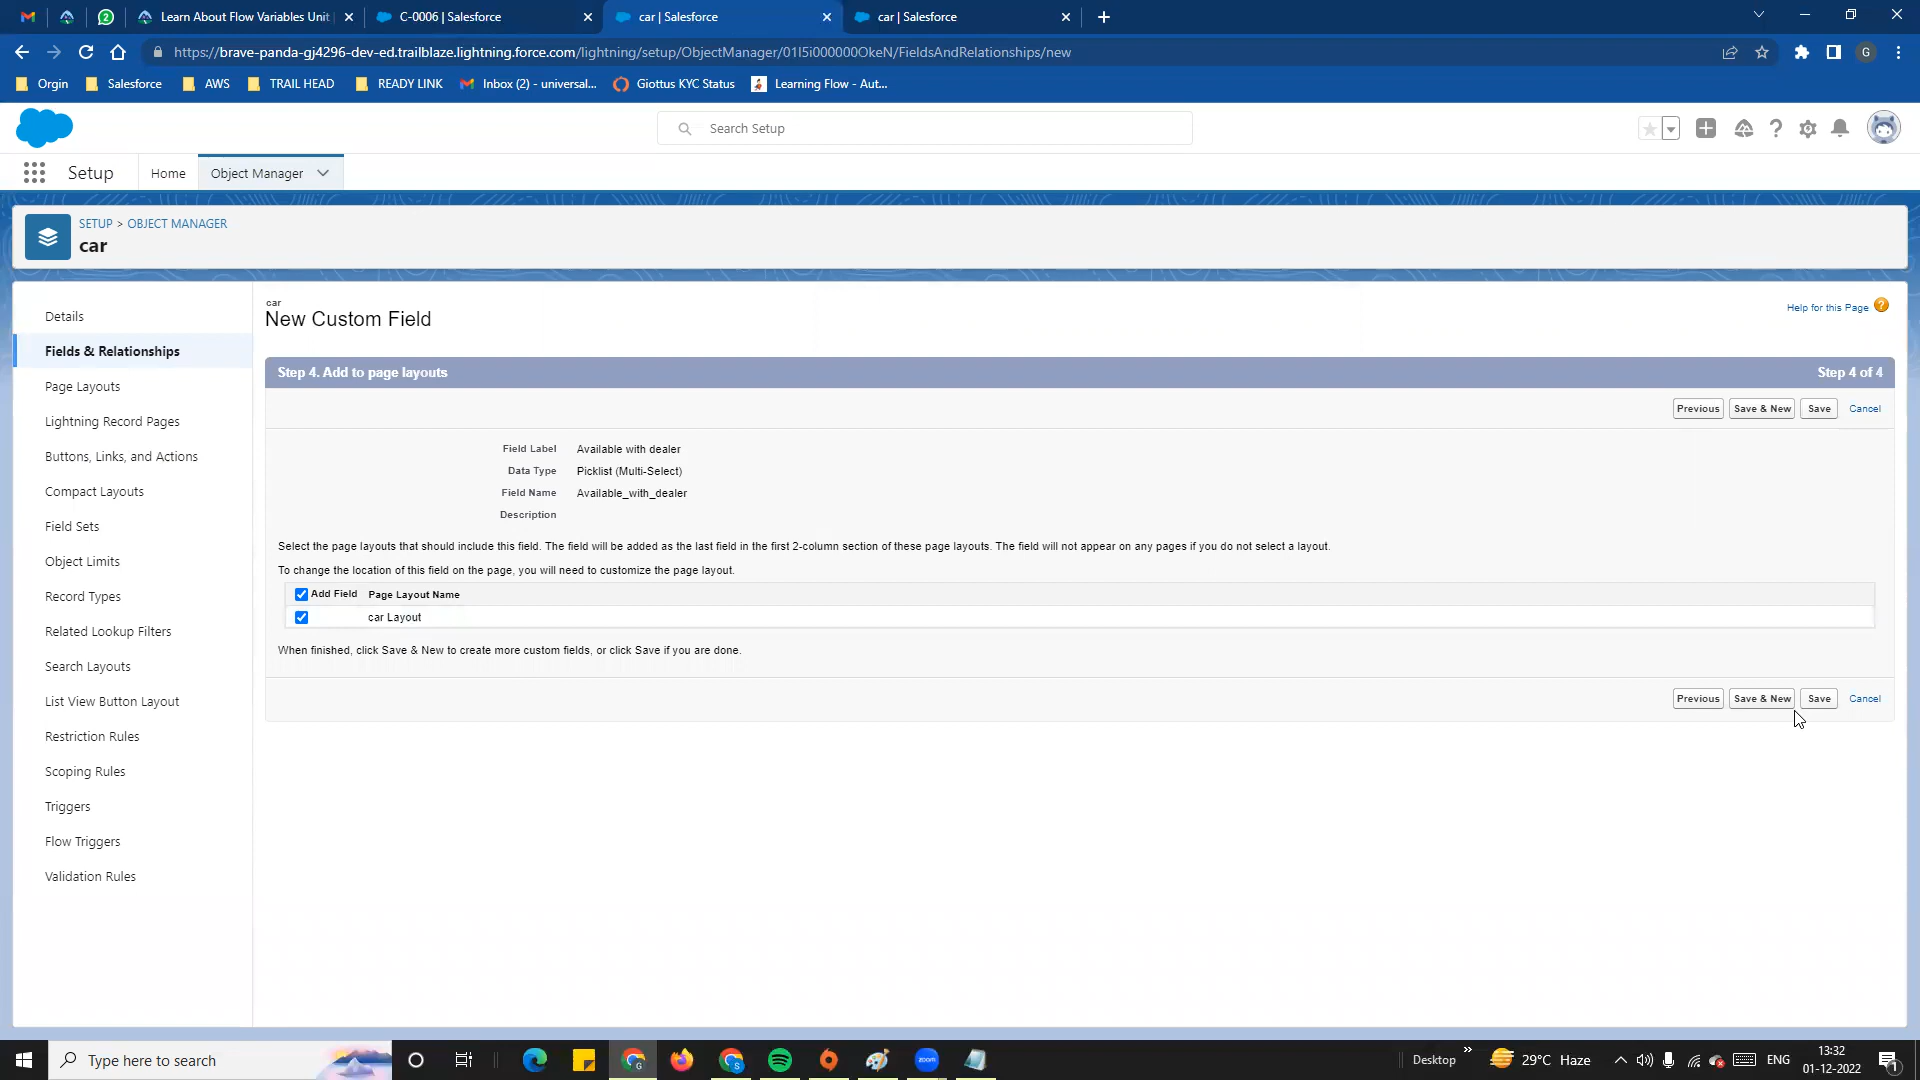 Learn About Flow Variables Unit
C-0006 | Salesforce
car | Salesforce
car | Salesforce
https://brave-panda-gj4296-dev-ed.trailblaze.lightning.force.com/lightning/setup/ObjectManager/01I5i000000OkeN/FieldsAndRelationships/new
G
Orgin
Salesforce
AWS
TRAIL HEAD
READY LINK
Inbox (2) - universal...
Giottus KYC Status
Learning Flow - Aut...
Search Setup
Setup
Home
Object Manager
SETUP > OBJECT MANAGER
car
Details
Fields & Relationships
Page Layouts
Lightning Record Pages
Buttons, Links, and Actions
Compact Layouts
Field Sets
Object Limits
Record Types
Related Lookup Filters
Search Layouts
List View Button Layout
Restriction Rules
Scoping Rules
Triggers
Flow Triggers
Validation Rules
car
New Custom Field
Help for this Page
Step 4. Add to page layouts
Step 4 of 4
Previous Save & New Save Cancel
Field Label Available with dealer
Data Type Picklist (Multi-Select)
Field Name Available_with_dealer
Description
Select the page layouts that should include this field. The field will be added as the last field in the first 2-column section of these page layouts. The field will not appear on any pages if you do not select a layout.
To change the location of this field on the page, you will need to customize the page layout.
Add Field Page Layout Name
car Layout
When finished, click Save & New to create more custom fields, or click Save if you are done.
Previous Save & New Save Cancel
Type here to search
zoom
Desktop
29°C Haze
ENG
13:32
01-12-2022
1